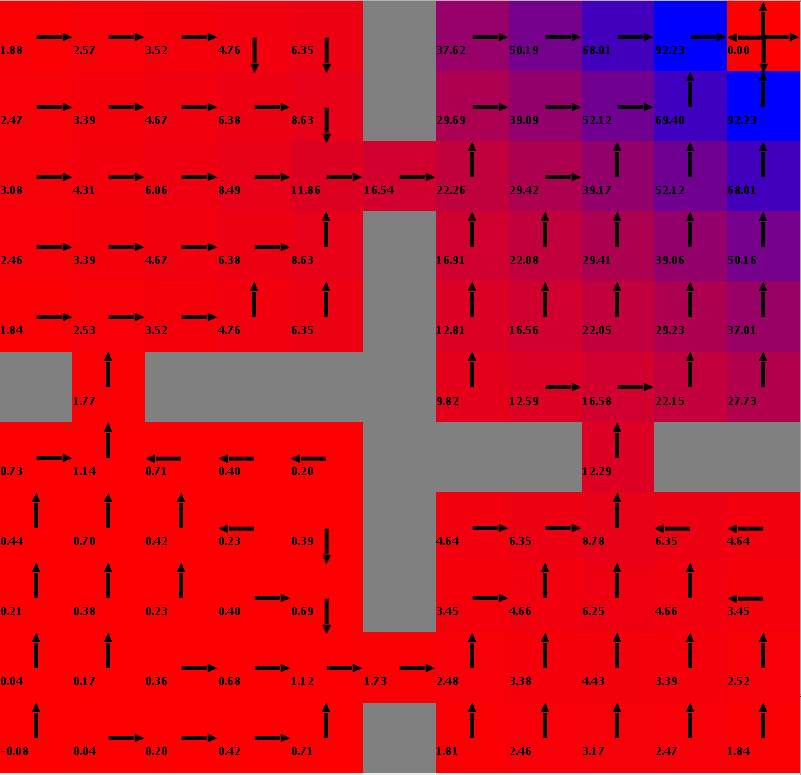 1.88 2.57 3.52 4.76 6.35 37.62 50.19 68.01 92.23 0.00
2.47 3.39 4.67 6.38 8.63 29.69 39.09 52.12 69.40 92.23
3.08 4.31 6.06 8.49 11.86 16.54 22.26 29.42 39.17 52.12 68.01
2.46 3.39 4.67 6.38 8.63 16.91 22.08 29.41 39.06 50.16
1.84 2.53 3.52 4.76 6.35 12.81 16.56 22.05 29.23 37.01
1.77 9.82 12.59 16.58 22.15 27.73
0.73 1.14 0.71 0.40 0.20 12.29
0.44 0.70 0.42 0.23 0.39 4.64 6.35 8.78 6.35 4.64
0.21 0.38 0.23 0.40 0.69 3.45 4.66 6.25 4.66 3.45
0.04 0.17 0.36 0.68 1.12 1.73 2.48 3.38 4.43 3.39 2.52
-0.08 0.04 0.20 0.42 0.71 1.81 2.46 3.17 2.47 1.84